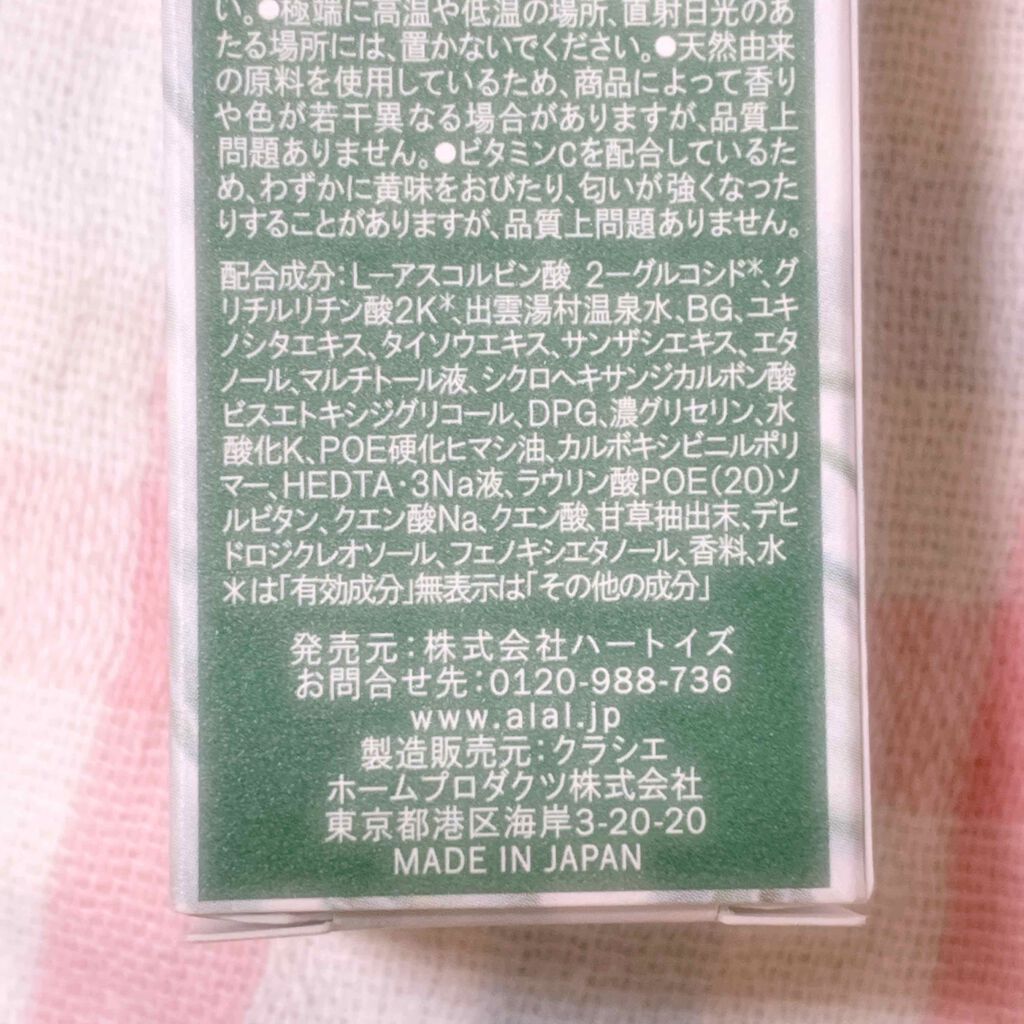 い。●極端に高温や低温の場所、直射日光のあ
たる場所には、置かないでください。●天然由来
の原料を使用しているため、商品によって香り
や色が若干異なる場合がありますが、品質上
問題ありません。●ビタミンCを配合しているた
め、わずかに黄味をおびたり、匂いが強くなった
りすることがありますが、品質上問題ありません。
配合成分：L－アスコルビン酸 2－グルコシド*、グ
リチルリチン酸2K*、出雲湯村温泉水、BG、ユキ
ノシタエキス、タイソウエキス、サンザシエキス、エタ
ノール、マルチトール液、シクロヘキサンジカルボン酸
ビスエトキシジグリコール、DPG、濃グリセリン、水
酸化K、POE硬化ヒマシ油、カルボキシビニルポリ
マー、HEDTA・3Na液、ラウリン酸POE(20)ソ
ルビタン、クエン酸Na、クエン酸、甘草抽出末、デヒ
ドロジクレオソール、フェノキシエタノール、香料、水
＊は「有効成分」無表示は「その他の成分」
発売元：株式会社ハートイズ
お問合せ先：0120-988-736
www.alal.jp
製造販売元：クラシエ
ホームプロダクツ株式会社
東京都港区海岸3-20-20
MADE IN JAPAN